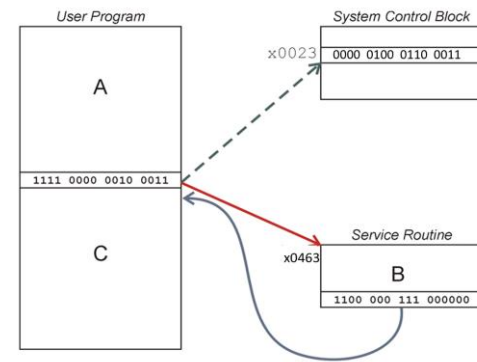 User Program
A
1111 0000 0010 0011
C
System Control Block
x0023
0000 0100 0110 0011
Service Routine
x0463
B
1100 000 111 000000